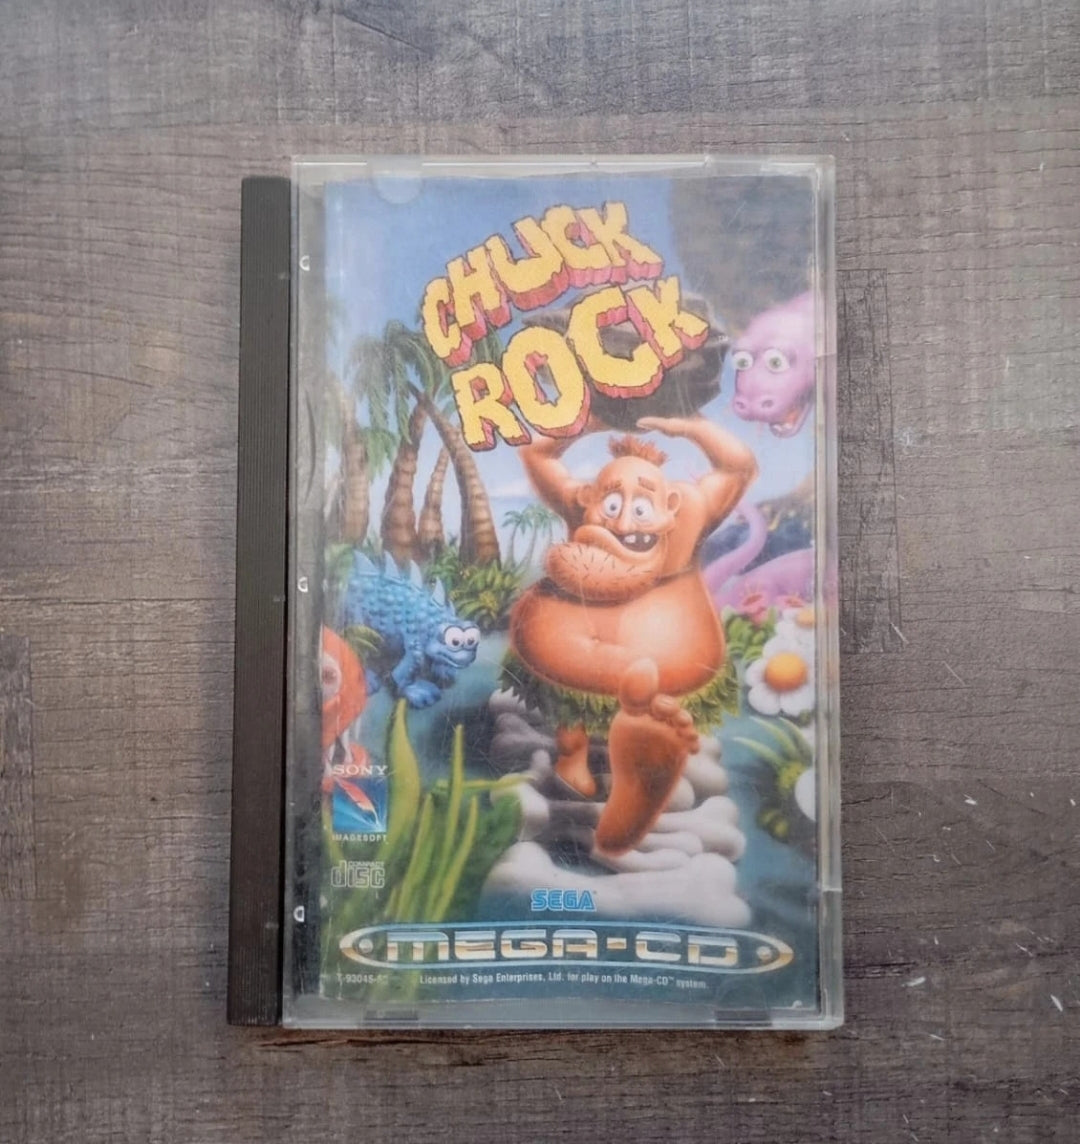 CHUCK
ROCK
SONY
IMAGESOFT
COMPACT
disc
SEGA
MEGA-CD
Licensed by Sega Enterprises, Ltd. for play on the Mega-CD™ system.